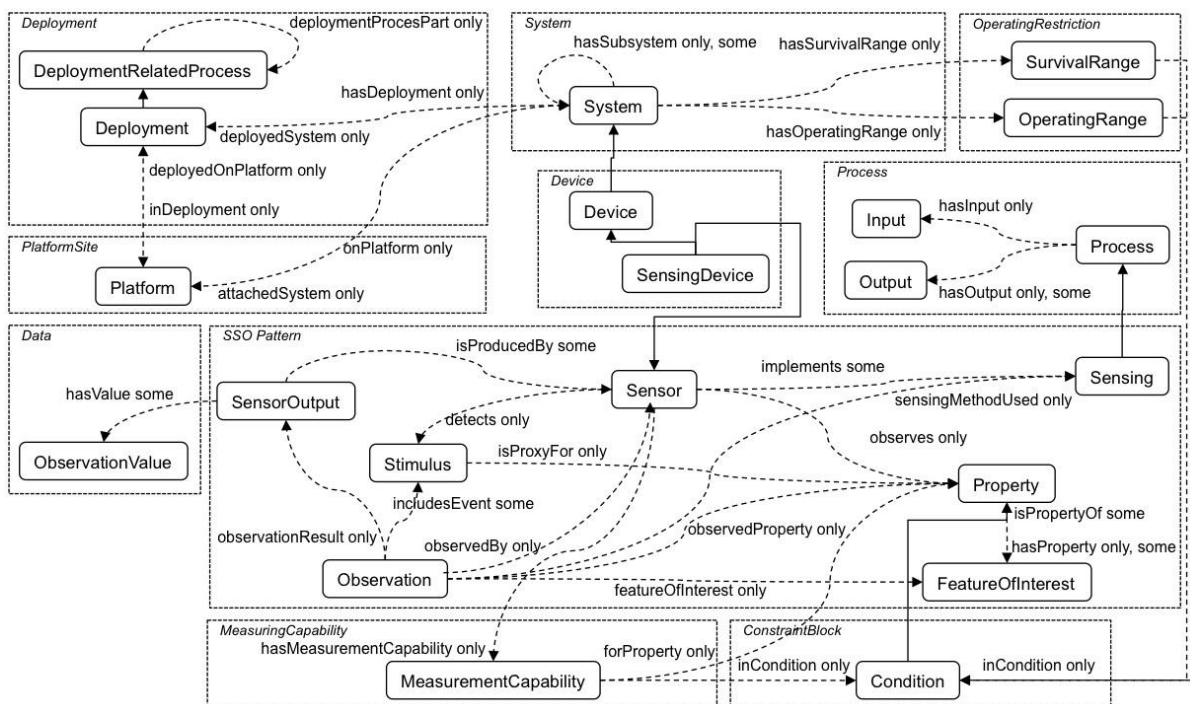 Deployment
deploymentProcesPart only
DeploymentRelatedProcess
hasDeployment only
Deployment
deployedSystem only
deployedOnPlatform only
inDeployment only
System
hasSubsystem only, some
hasSurvivalRange only
System
hasOperatingRange only
OperatingRestriction
SurvivalRange
OperatingRange
Device
Device
SensingDevice
Process
hasInput only
Input
Process
Output
hasOutput only, some
PlatformSite
onPlatform only
Platform
attachedSystem only
Data
hasValue some
ObservationValue
SSO Pattern
isProducedBy some
SensorOutput
Sensor
implements some
Sensing
sensingMethodUsed only
detects only
observes only
Stimulus
isProxyFor only
Property
includesEvent some
isPropertyOf some
observedProperty only
observationResult only
observedBy only
hasProperty only, some
Observation
featureOfInterest only
FeatureOfInterest
MeasuringCapability
hasMeasurementCapability only
forProperty only
MeasurementCapability
ConstraintBlock
inCondition only
Condition
inCondition only